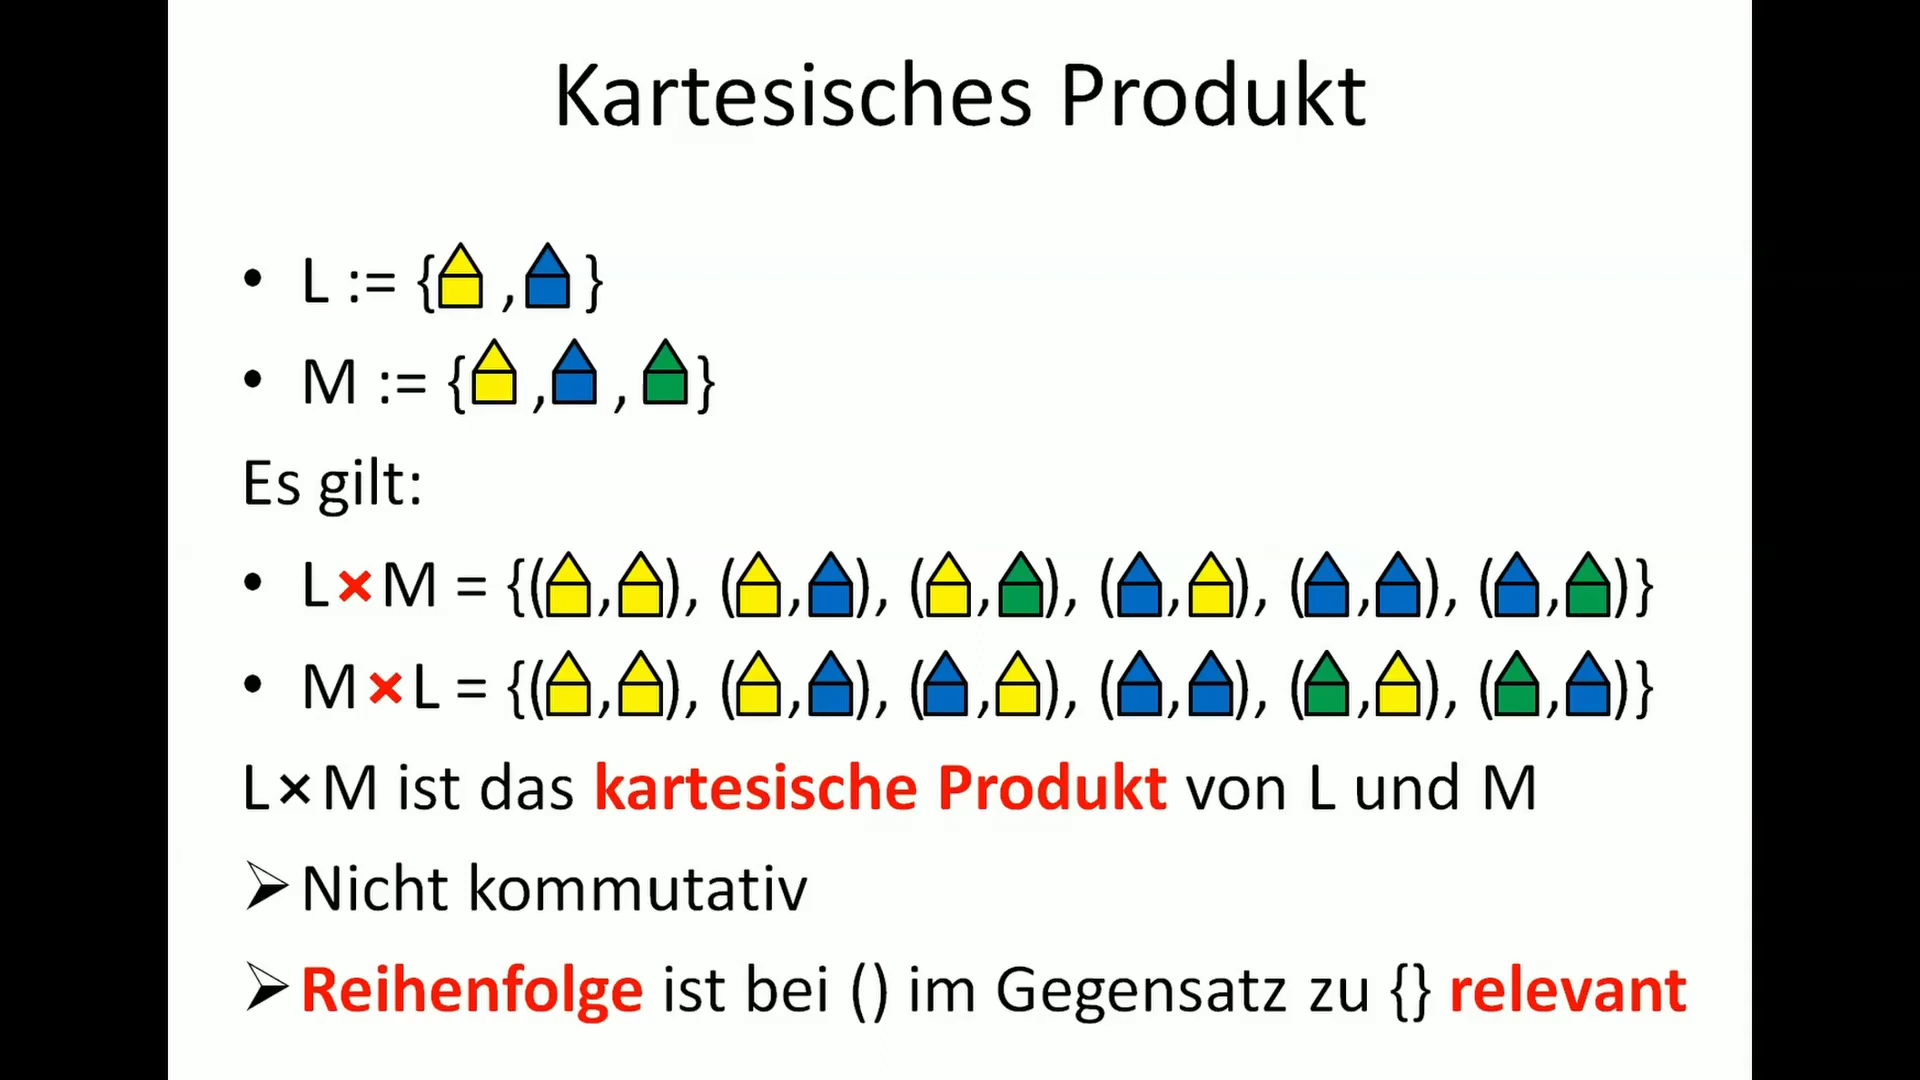 Kartesisches Produkt
• L := { , }
• M := { , , }
Es gilt:
• L×M = {( , ), ( , ), ( , ), ( , ), ( , ), ( , )}
• M×L = {( , ), ( , ), ( , ), ( , ), ( , ), ( , )}
L×M ist das kartesische Produkt von L und M
➢ Nicht kommutativ
➢ Reihenfolge ist bei () im Gegensatz zu {} relevant